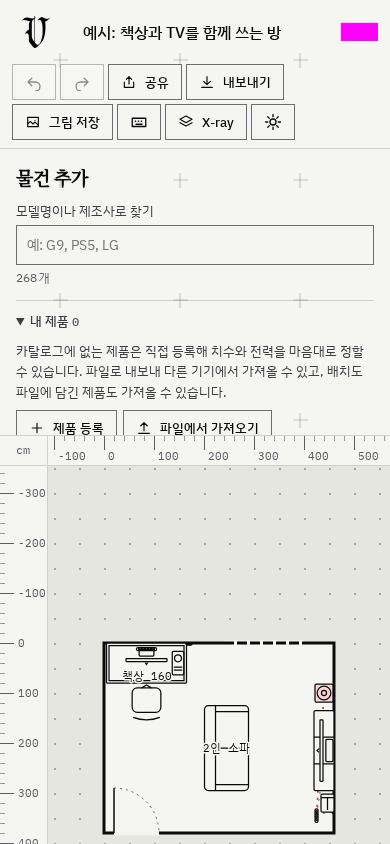 예시: 책상과 TV를 함께 쓰는 방
공유
내보내기
그림 저장
X-ray
물건 추가
모델명이나 제조사로 찾기
예: G9, PS5, LG
268개
▼ 내 제품 0
카탈로그에 없는 제품은 직접 등록해 치수와 전력을 마음대로 정할
수 있습니다. 파일로 내보내 다른 기기에서 가져올 수 있고, 배치도
파일에 담긴 제품도 가져올 수 있습니다.
+ 제품 등록
파일에서 가져오기
cm
-100 0 100 200 300 400 500
-300
-200
-100
0
100
200
300
400
책상 160
2인 소파